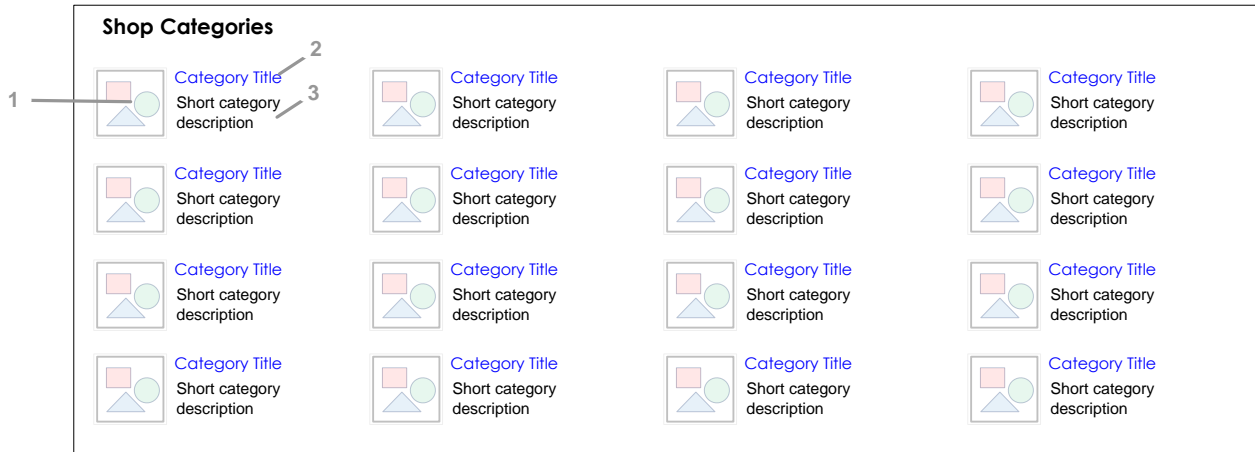 Shop Categories
2
Category Title Category Title Category Title Category Title
1
3
Short category Short category Short category Short category
description description description description
Category Title Category Title Category Title Category Title
Short category Short category Short category Short category
description description description description
Category Title Category Title Category Title Category Title
Short category Short category Short category Short category
description description description description
Category Title Category Title Category Title Category Title
Short category Short category Short category Short category
description description description description